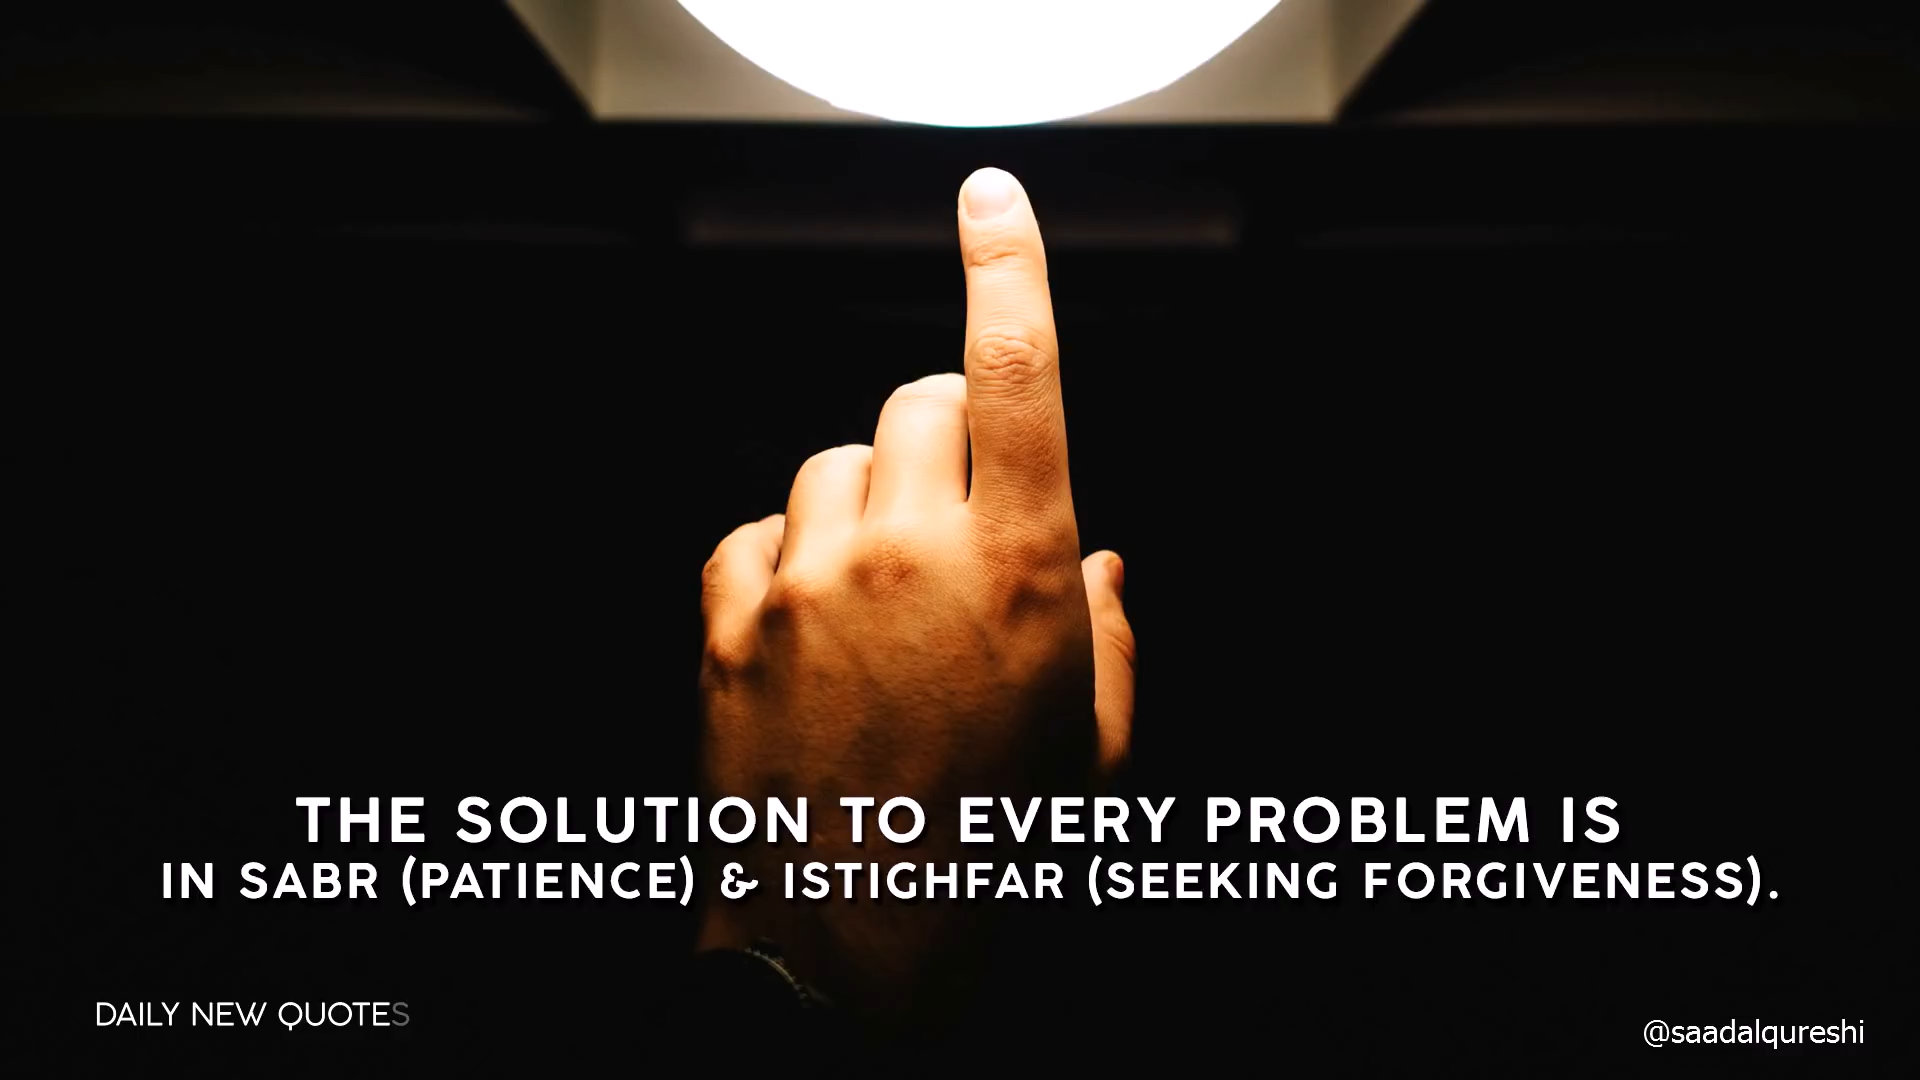 THE SOLUTION TO EVERY PROBLEM IS
IN SABR (PATIENCE) & ISTIGHFAR (SEEKING FORGIVENESS).
DAILY NEW QUOTES
@saadalqureshi